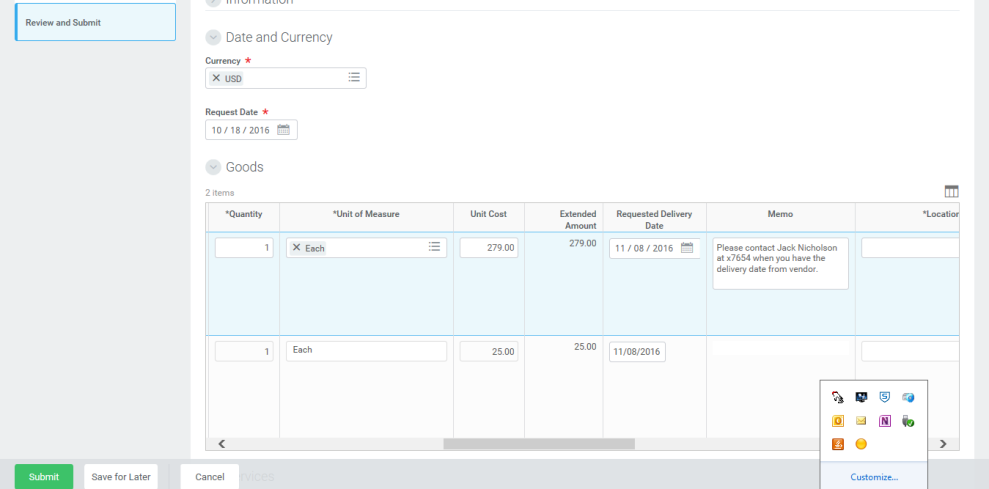 Information
Review and Submit
Date and Currency
Currency *
× USD
Request Date *
10 / 18 / 2016
Goods
2 items
*Quantity *Unit of Measure Unit Cost Extended Amount Requested Delivery Date Memo *Location
1 × Each 279.00 279.00 11 / 08 / 2016
Please contact Jack Nicholson
at x7654 when you have the
delivery date from vendor.
1 Each 25.00 25.00 11/08/2016
Submit Save for Later Cancel
Customize...